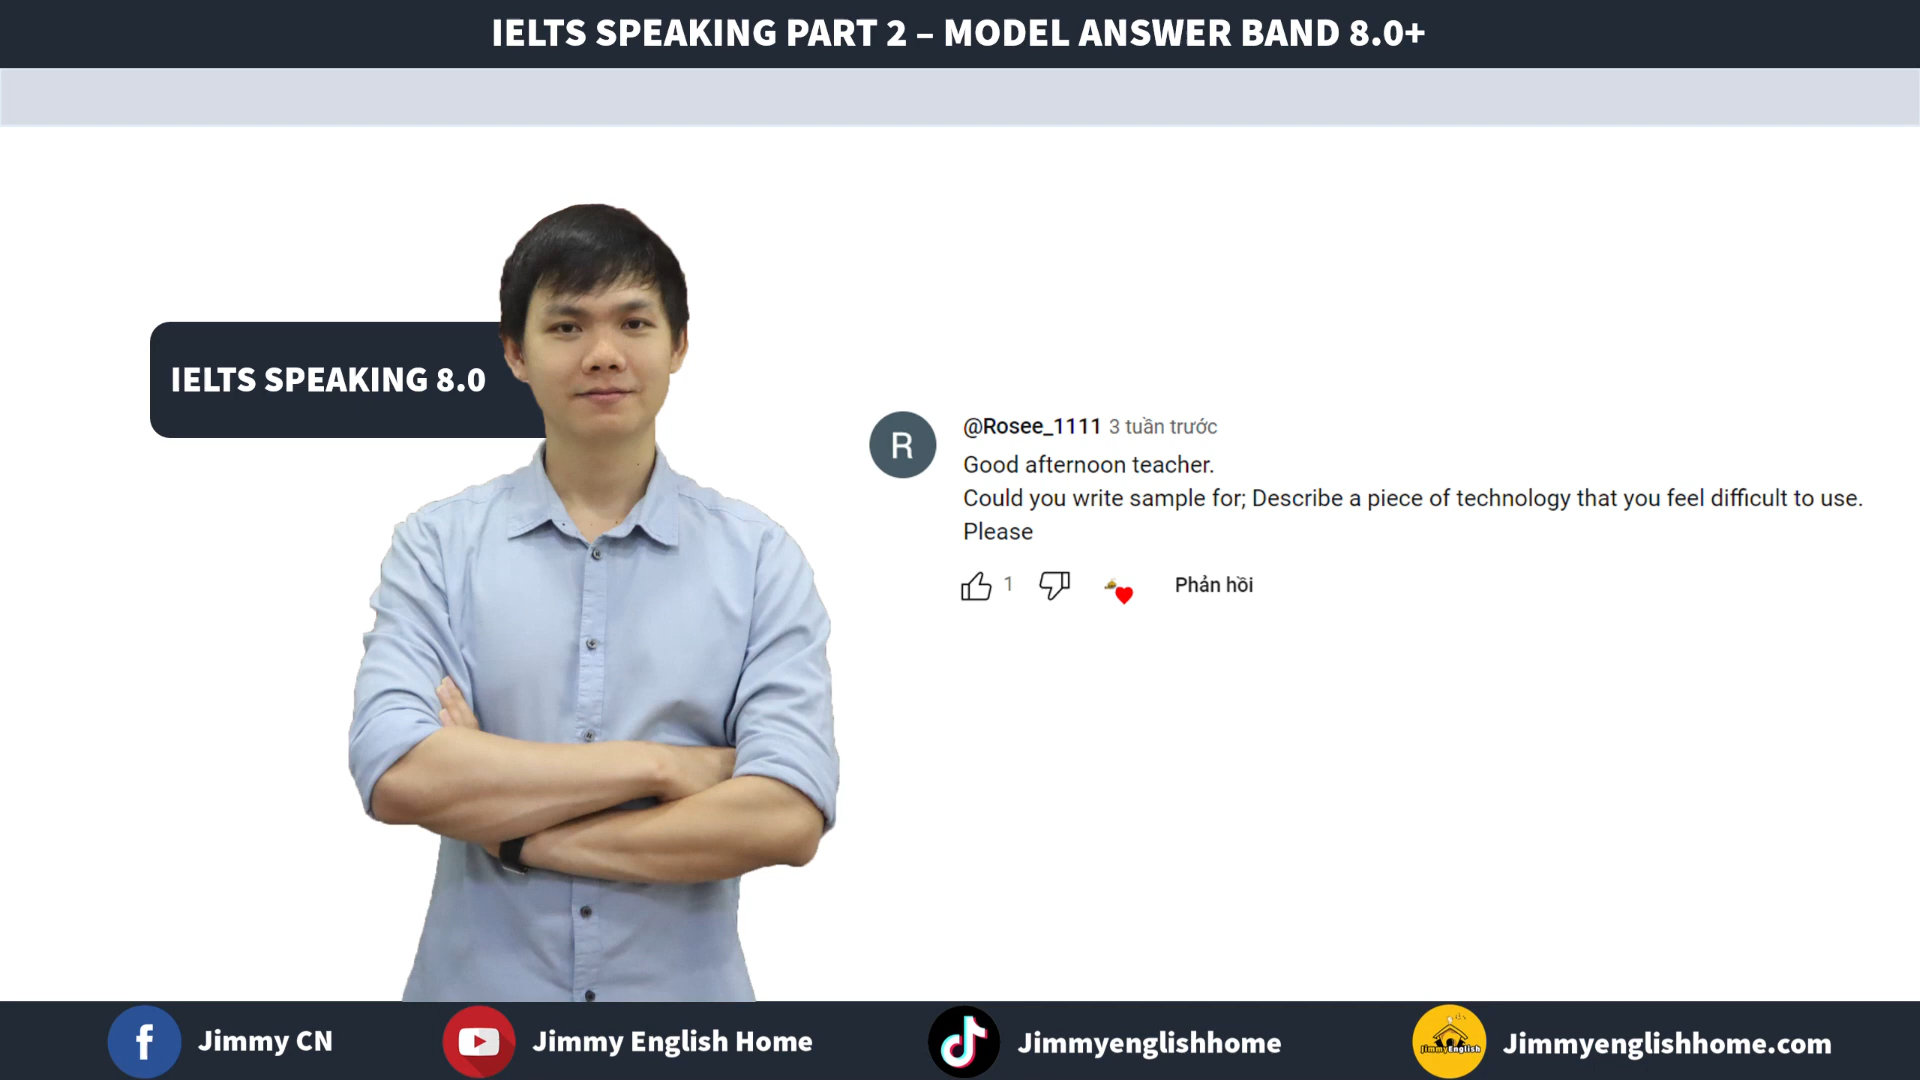 IELTS SPEAKING PART 2 – MODEL ANSWER BAND 8.0+
IELTS SPEAKING 8.0
R
@Rosee_1111 3 tuần trước
Good afternoon teacher.
Could you write sample for; Describe a piece of technology that you feel difficult to use.
Please
1
Phản hồi
Jimmy CN
Jimmy English Home
Jimmyenglishhome
JimmyEnglish
Jimmyenglishhome.com